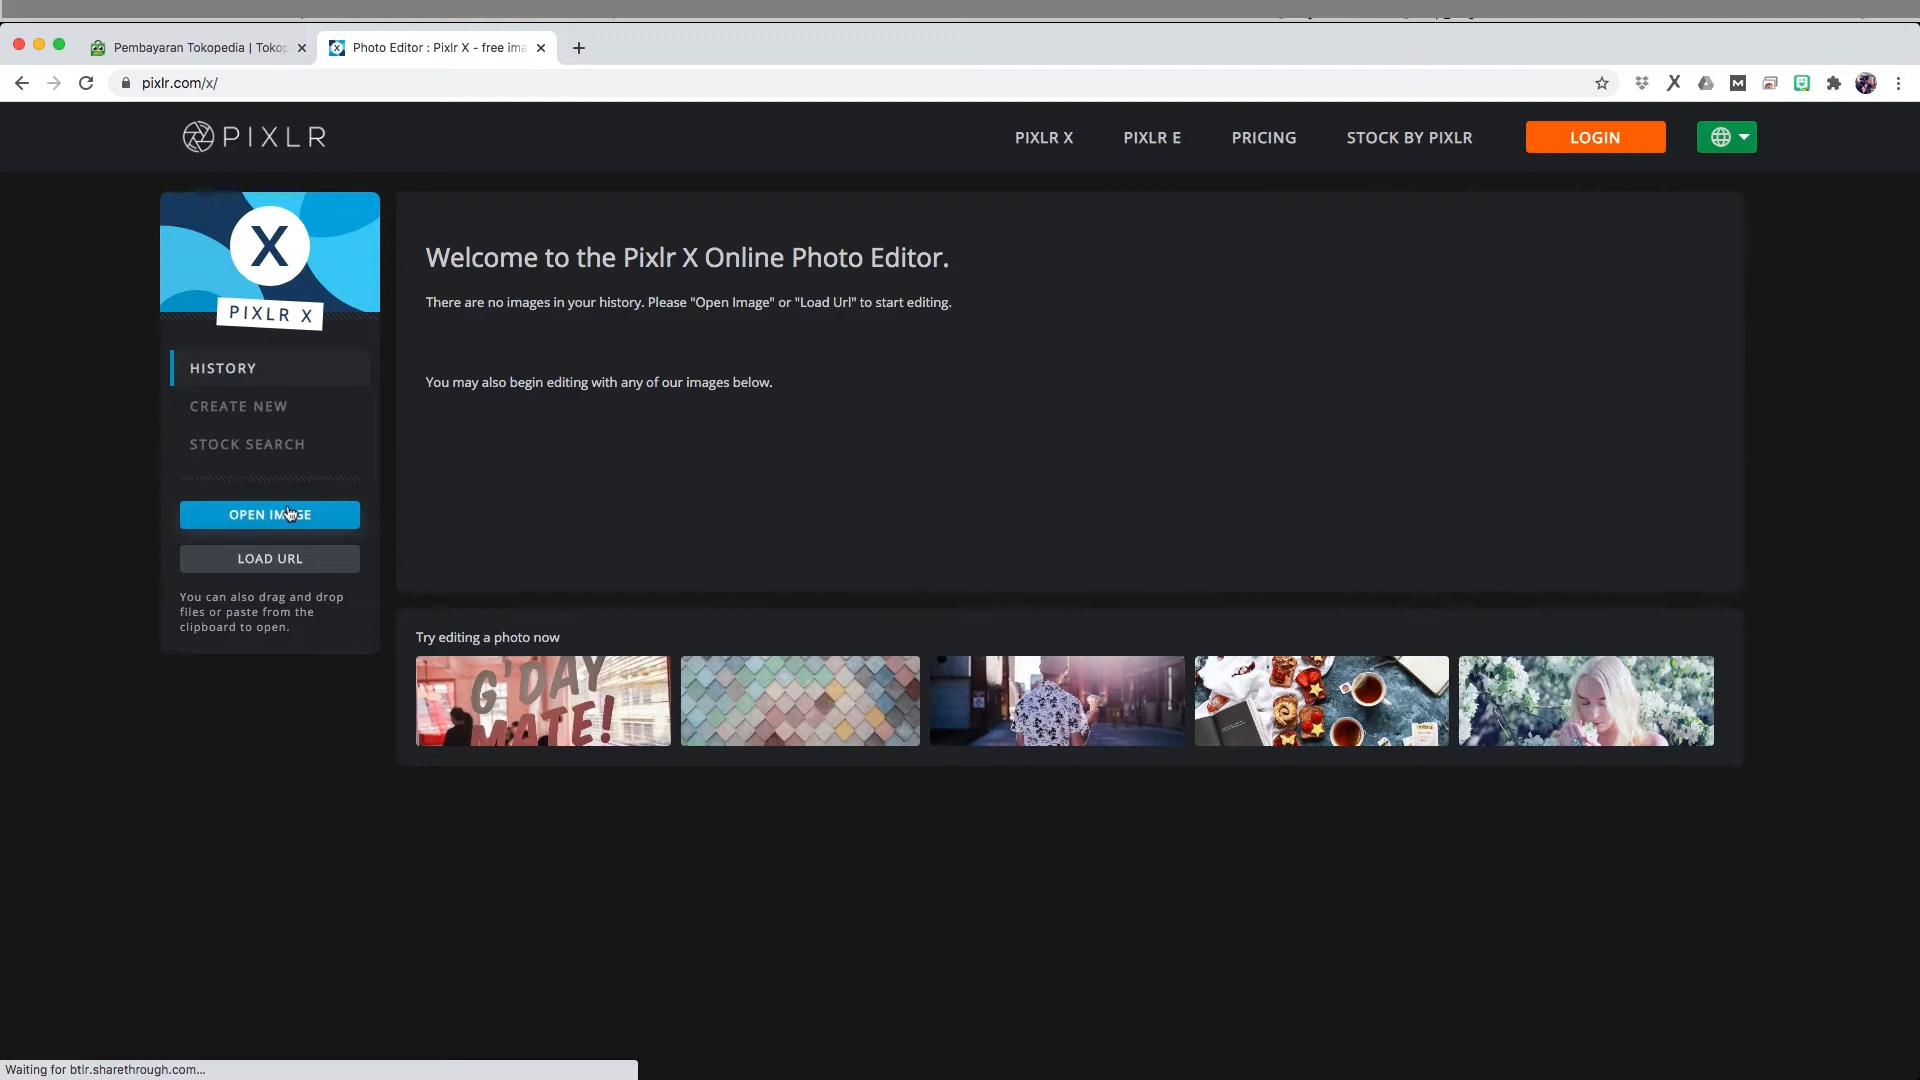 Pembayaran Tokopedia | Tokop
Photo Editor : Pixlr X - free ima
pixlr.com/x/
PIXLR
PIXLR X
PIXLR E
PRICING
STOCK BY PIXLR
LOGIN
X
PIXLR X
HISTORY
CREATE NEW
STOCK SEARCH
OPEN IMAGE
LOAD URL
You can also drag and drop
files or paste from the
clipboard to open.
Welcome to the Pixlr X Online Photo Editor.
There are no images in your history. Please "Open Image" or "Load Url" to start editing.
You may also begin editing with any of our images below.
Try editing a photo now
G'DAY
MATE!
Waiting for btlr.sharethrough.com...